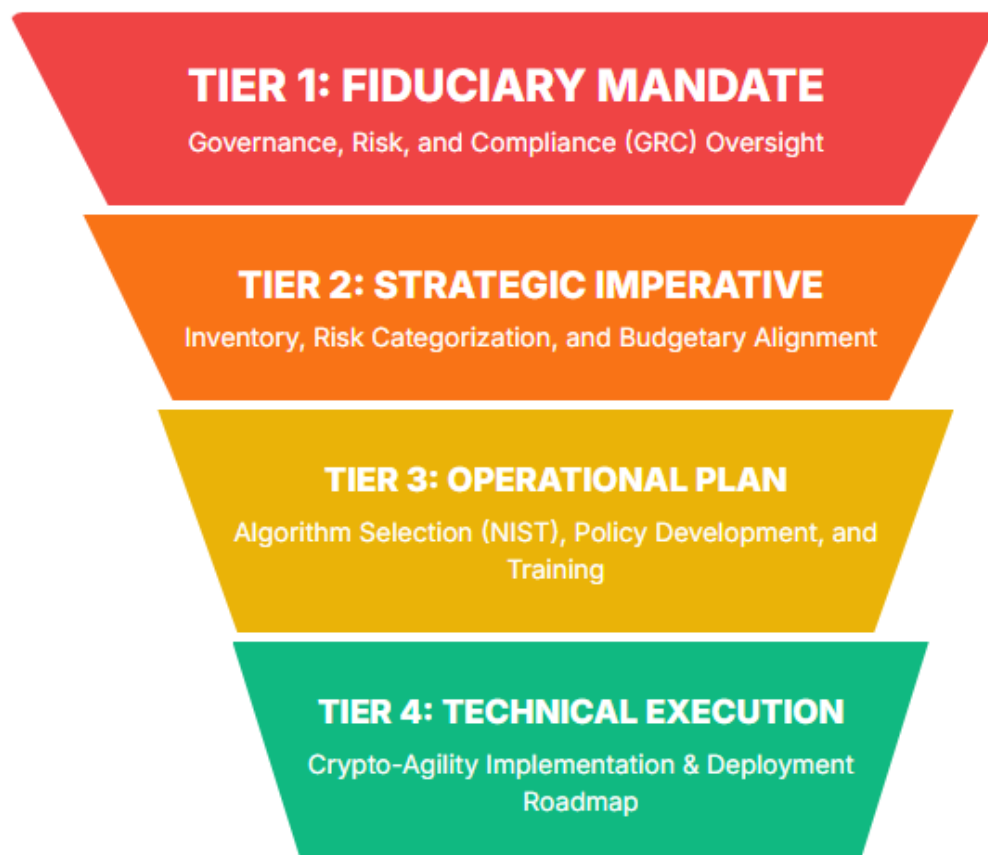 TIER 1: FIDUCIARY MANDATE
Governance, Risk, and Compliance (GRC) Oversight
TIER 2: STRATEGIC IMPERATIVE
Inventory, Risk Categorization, and Budgetary Alignment
TIER 3: OPERATIONAL PLAN
Algorithm Selection (NIST), Policy Development, and
Training
TIER 4: TECHNICAL EXECUTION
Crypto-Agility Implementation & Deployment
Roadmap